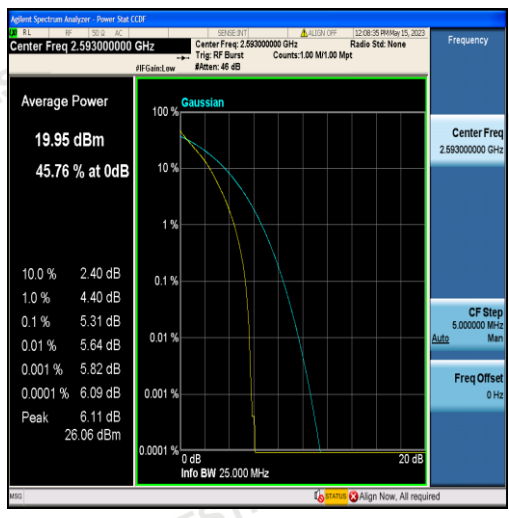 Agilent Spectrum Analyzer - Power Stat CCDF
RL RF 50 Ω AC SENSE:INT ALIGN OFF 12:08:35 PM May 15, 2023
Center Freq 2.593000000 GHz
Center Freq: 2.593000000 GHz Radio Std: None
Trig: RF Burst Counts:1.00 M/1.00 Mpt
#IFGain:Low #Atten: 46 dB
Frequency
Average Power
19.95 dBm
45.76 % at 0dB
10.0 % 2.40 dB
1.0 % 4.40 dB
0.1 % 5.31 dB
0.01 % 5.64 dB
0.001 % 5.82 dB
0.0001 % 6.09 dB
Peak 6.11 dB
26.06 dBm
Gaussian
100 %
10 %
1 %
0.1 %
0.01 %
0.001 %
0.0001 %
0 dB 20 dB
Info BW 25.000 MHz
Center Freq
2.593000000 GHz
CF Step
5.000000 MHz
Auto Man
Freq Offset
0 Hz
MSG STATUS Align Now, All required